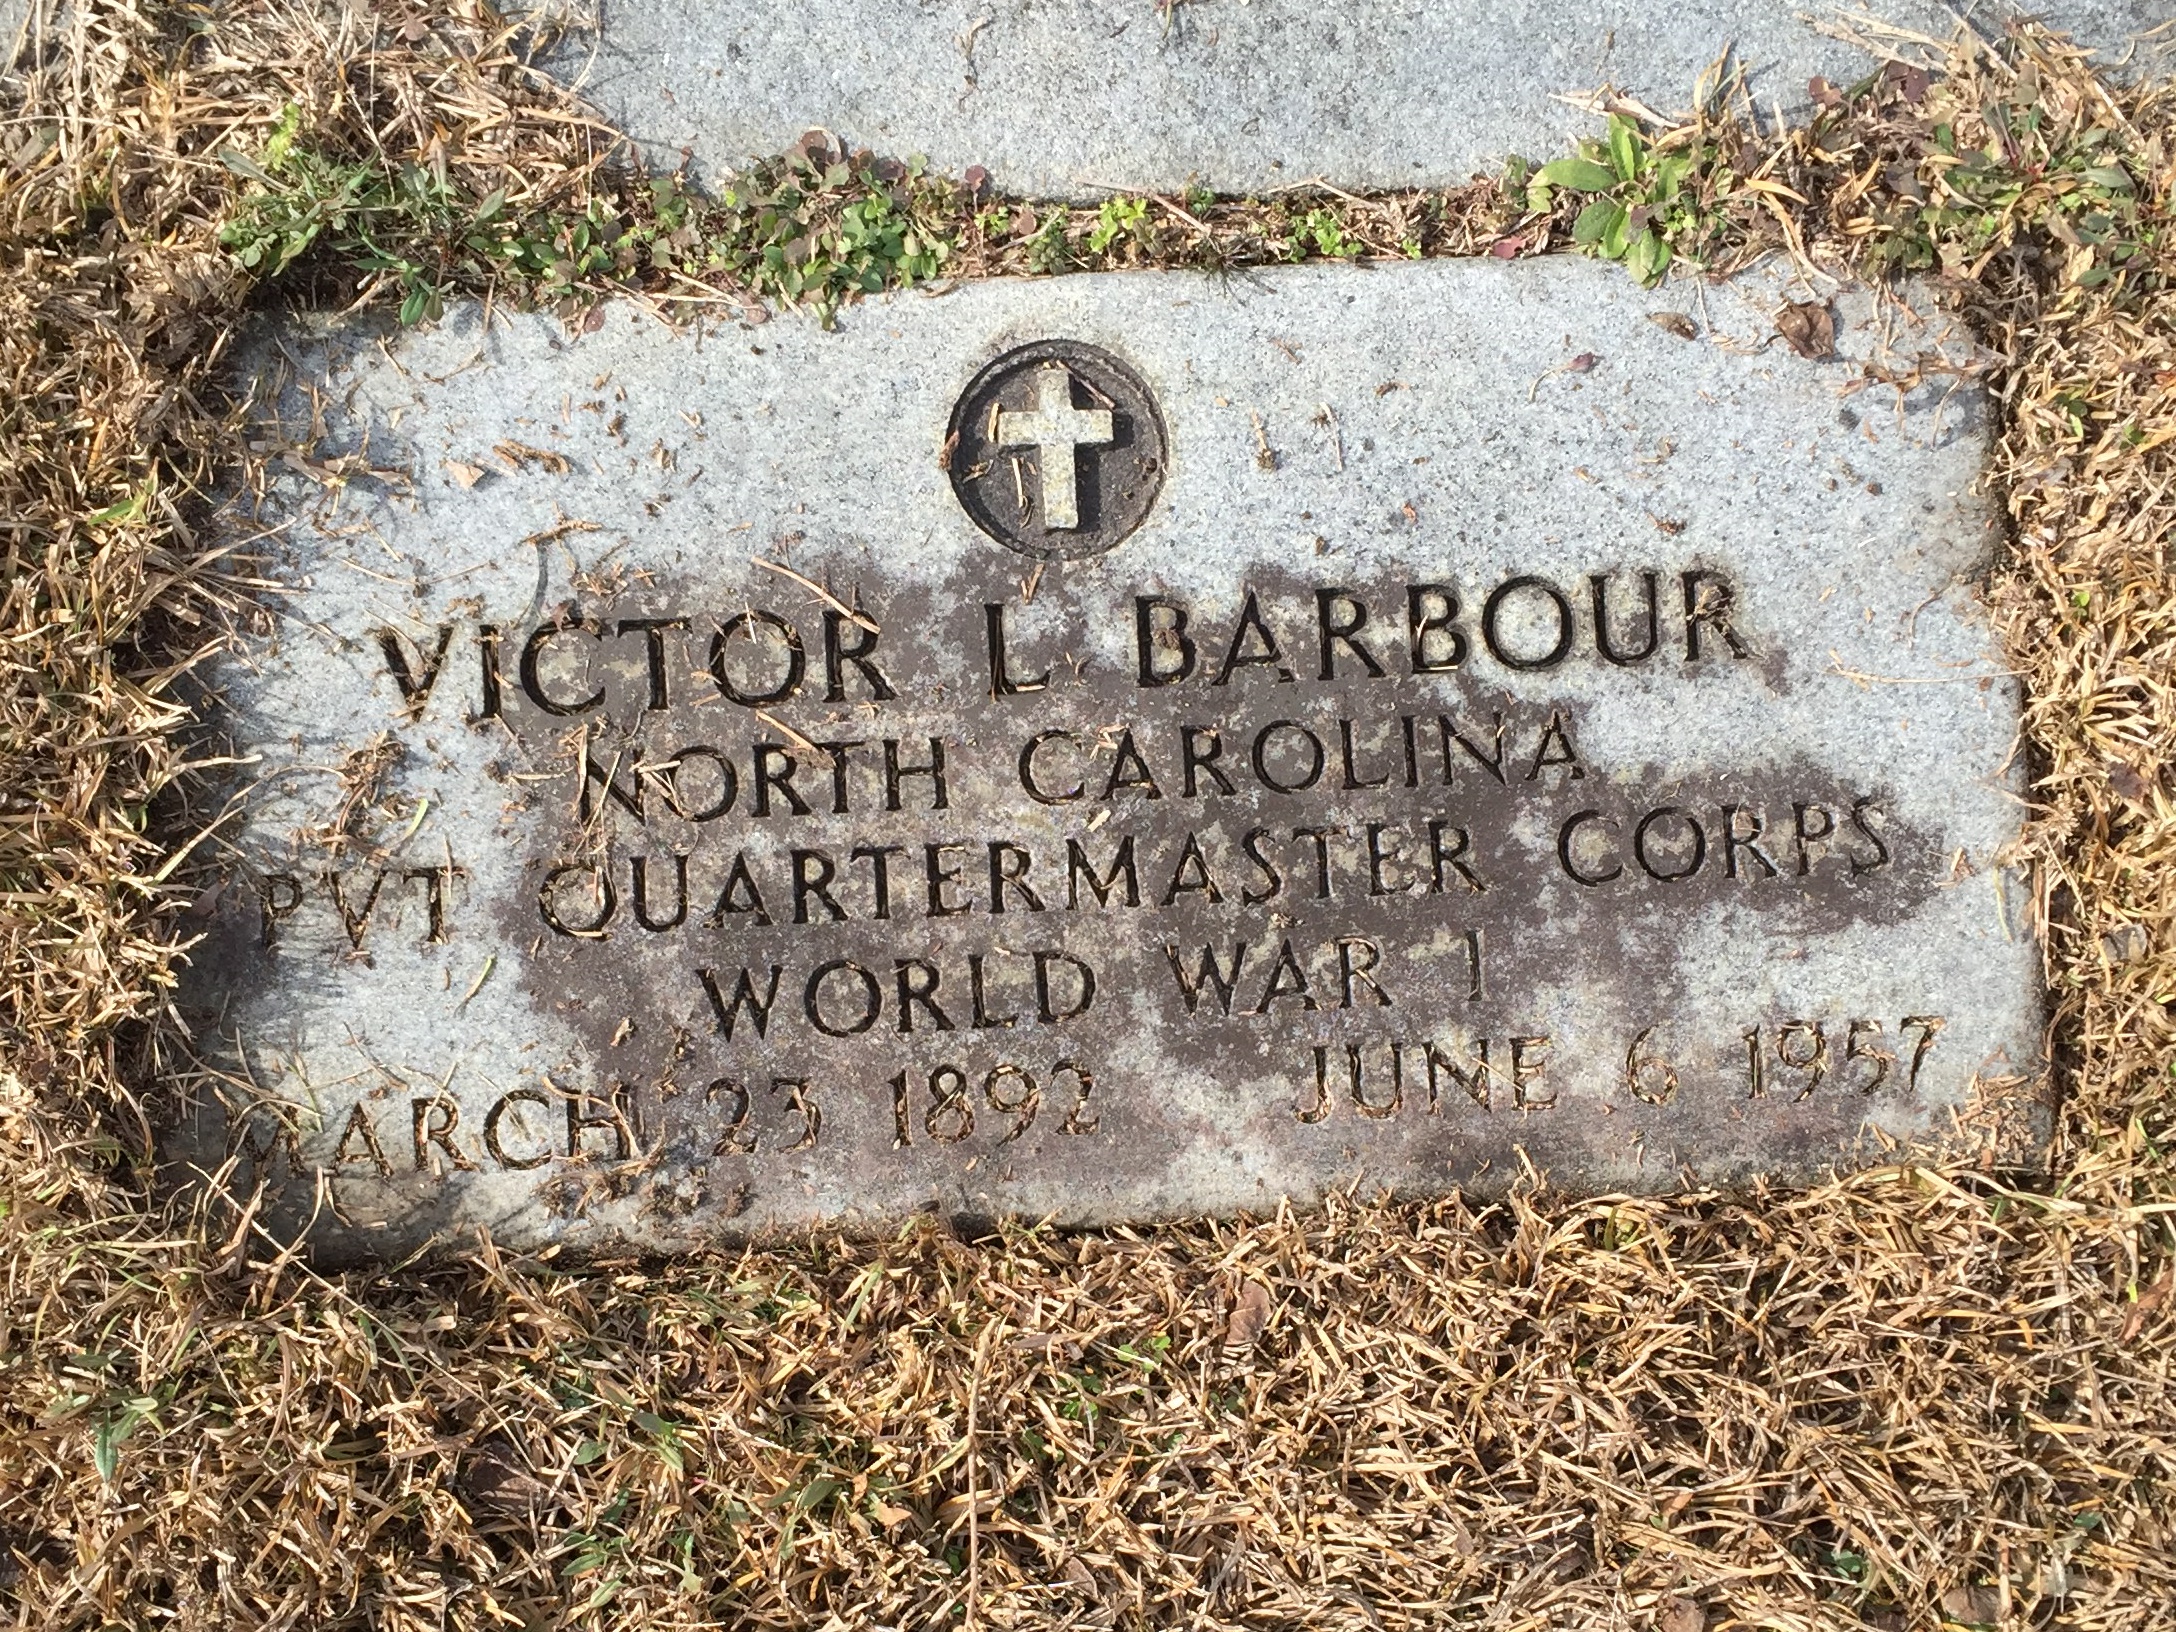 VICTOR L BARBOUR
NORTH CAROLINA
PVT QUARTERMASTER CORPS
WORLD WAR I
MARCH 23 1892 JUNE 6 1957